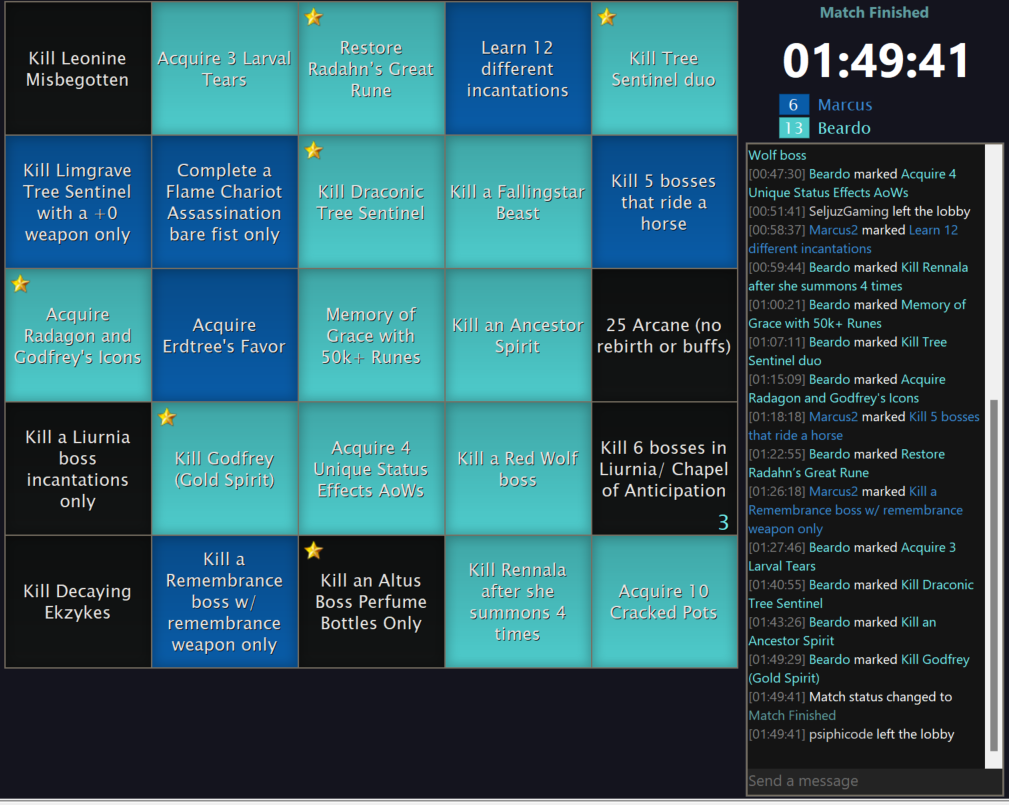 Kill Leonine
Misbegotten
Acquire 3 Larval
Tears
Restore
Radahn's Great
Rune
Learn 12
different
incantations
Kill Tree
Sentinel duo
Kill Limgrave
Tree Sentinel
with a +0
weapon only
Complete a
Flame Chariot
Assassination
bare fist only
Kill Draconic
Tree Sentinel
Kill a Fallingstar
Beast
Kill 5 bosses
that ride a
horse
Acquire
Radagon and
Godfrey's Icons
Acquire
Erdtree's Favor
Memory of
Grace with
50k+ Runes
Kill an Ancestor
Spirit
25 Arcane (no
rebirth or buffs)
Kill a Liurnia
boss
incantations
only
Kill Godfrey
(Gold Spirit)
Acquire 4
Unique Status
Effects AoWs
Kill a Red Wolf
boss
Kill 6 bosses in
Liurnia/ Chapel
of Anticipation
3
Kill Decaying
Ekzykes
Kill a
Remembrance
boss w/
remembrance
weapon only
Kill an Altus
Boss Perfume
Bottles Only
Kill Rennala
after she
summons 4
times
Acquire 10
Cracked Pots
Match Finished
01:49:41
6 Marcus
13 Beardo
Wolf boss
[00:47:30] Beardo marked Acquire 4
Unique Status Effects AoWs
[00:51:41] SeljuzGaming left the lobby
[00:58:37] Marcus2 marked Learn 12
different incantations
[00:59:44] Beardo marked Kill Rennala
after she summons 4 times
[01:00:21] Beardo marked Memory of
Grace with 50k+ Runes
[01:07:11] Beardo marked Kill Tree
Sentinel duo
[01:15:09] Beardo marked Acquire
Radagon and Godfrey's Icons
[01:18:18] Marcus2 marked Kill 5 bosses
that ride a horse
[01:22:55] Beardo marked Restore
Radahn's Great Rune
[01:26:18] Marcus2 marked Kill a
Remembrance boss w/ remembrance
weapon only
[01:27:46] Beardo marked Acquire 3
Larval Tears
[01:40:55] Beardo marked Kill Draconic
Tree Sentinel
[01:43:26] Beardo marked Kill an
Ancestor Spirit
[01:49:29] Beardo marked Kill Godfrey
(Gold Spirit)
[01:49:41] Match status changed to
Match Finished
[01:49:41] psiphicode left the lobby
Send a message